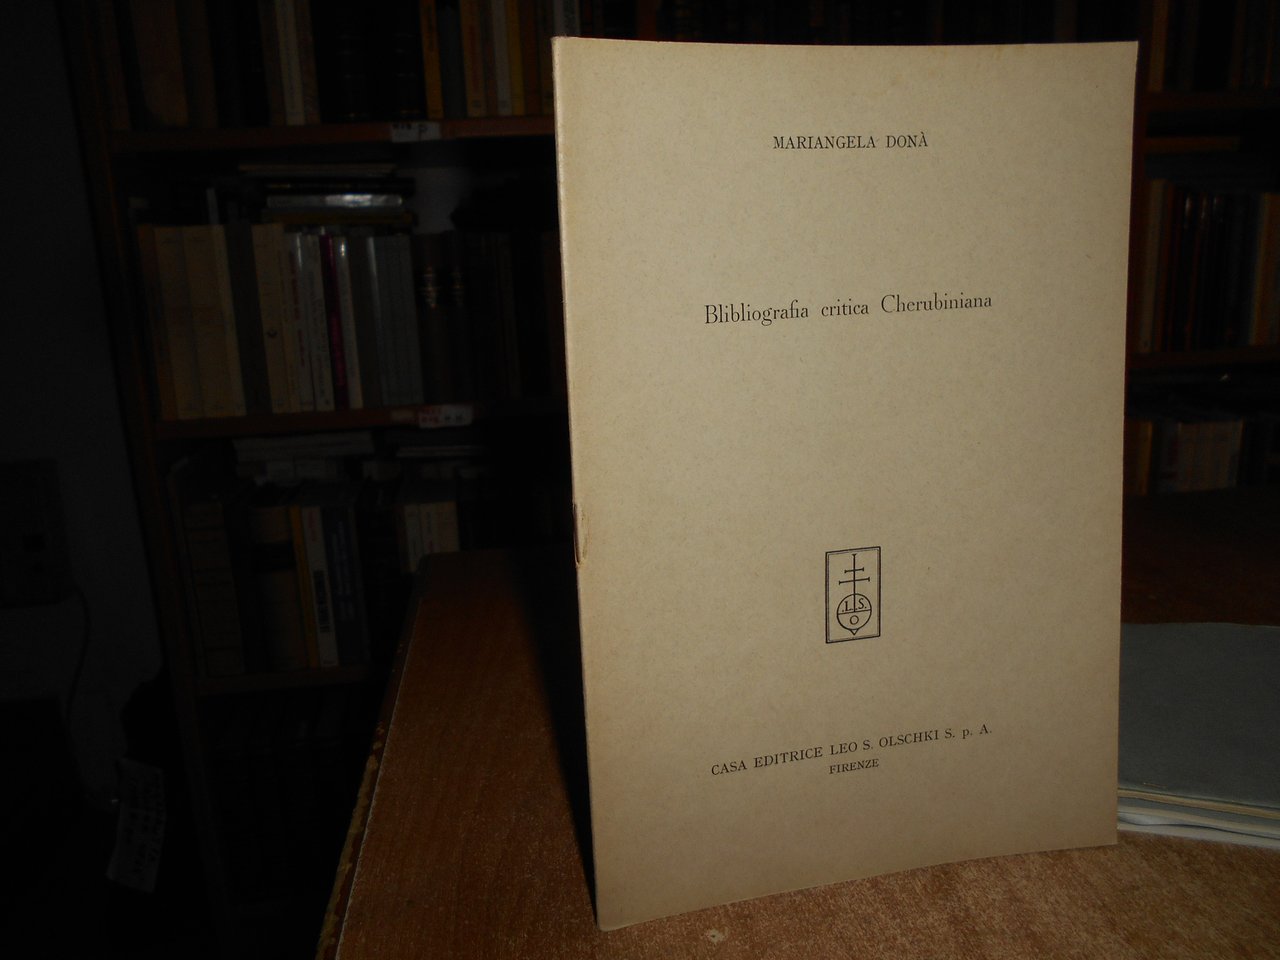 MARIANGELA DONÀ
Blibliografia critica Cherubiniana
.L.S.
O
CASA EDITRICE LEO S. OLSCHKI S. p. A.
FIRENZE